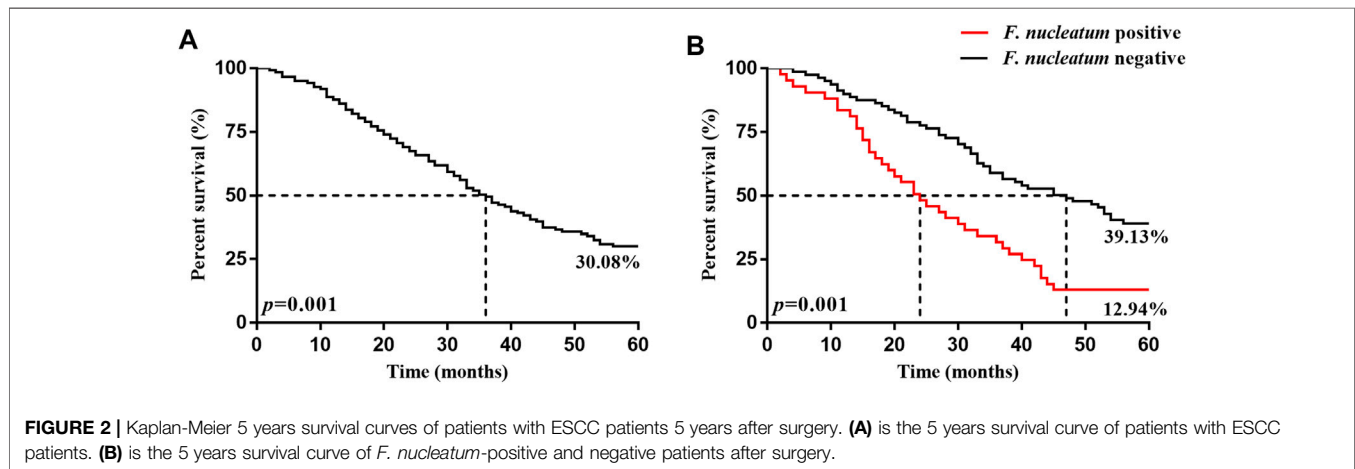 A
Percent survival (%)
100
75
50
25
0
30.08%
p=0.001
0 10 20 30 40 50 60
Time (months)
B
F. nucleatum positive
F. nucleatum negative
Percent survival (%)
100
75
50
25
0
39.13%
12.94%
p=0.001
0 10 20 30 40 50 60
Time (months)
FIGURE 2 | Kaplan-Meier 5 years survival curves of patients with ESCC patients 5 years after surgery. (A) is the 5 years survival curve of patients with ESCC
patients. (B) is the 5 years survival curve of F. nucleatum-positive and negative patients after surgery.